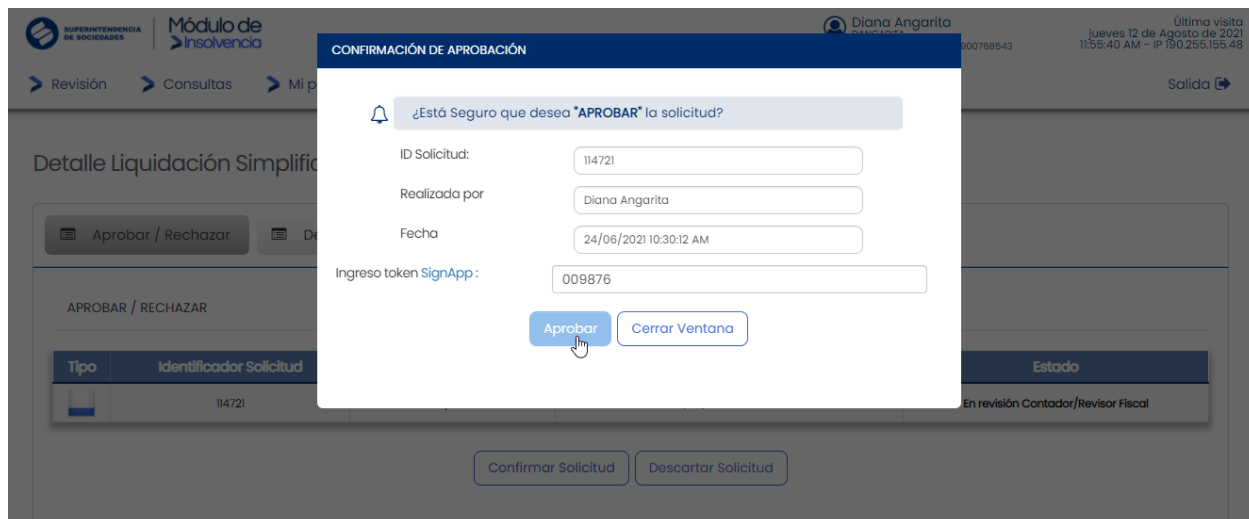 SUPERINTENDENCIA
DE SOCIEDADES
Módulo de
Insolvencia
Diana Angarita
900768543
Última visita
jueves 12 de Agosto de 2021
11:55:40 AM - IP 190.255.155.48
Revisión
Consultas
Mi p
Salida
CONFIRMACIÓN DE APROBACIÓN
¿Está Seguro que desea "APROBAR" la solicitud?
ID Solicitud:
114721
Realizada por
Diana Angarita
Fecha
24/06/2021 10:30:12 AM
Ingreso token SignApp :
009876
Aprobar
Cerrar Ventana
Detalle Liquidación Simplific
Aprobar / Rechazar
De
APROBAR / RECHAZAR
Tipo
Identificador Solicitud
Estado
114721
En revisión Contador/Revisor Fiscal
Confirmar Solicitud
Descartar Solicitud